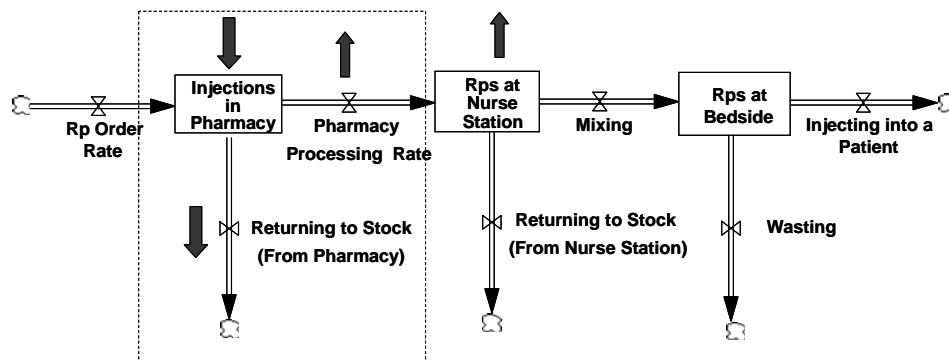 Injections
in
Pharmacy
Rps at
Nurse
Station
Rps at
Bedside
Rp Order
Rate
Pharmacy
Processing Rate
Mixing
Injecting into a
Patient
Returning to Stock
(From Pharmacy)
Returning to Stock
(From Nurse Station)
Wasting